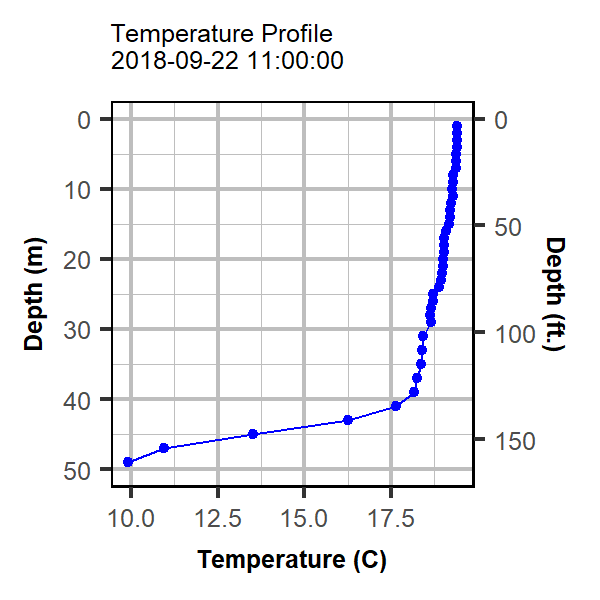 Temperature Profile
2018-09-22 11:00:00
0
10
20
30
40
50
Depth (m)
0
50
100
150
Depth (ft.)
10.0 12.5 15.0 17.5
Temperature (C)